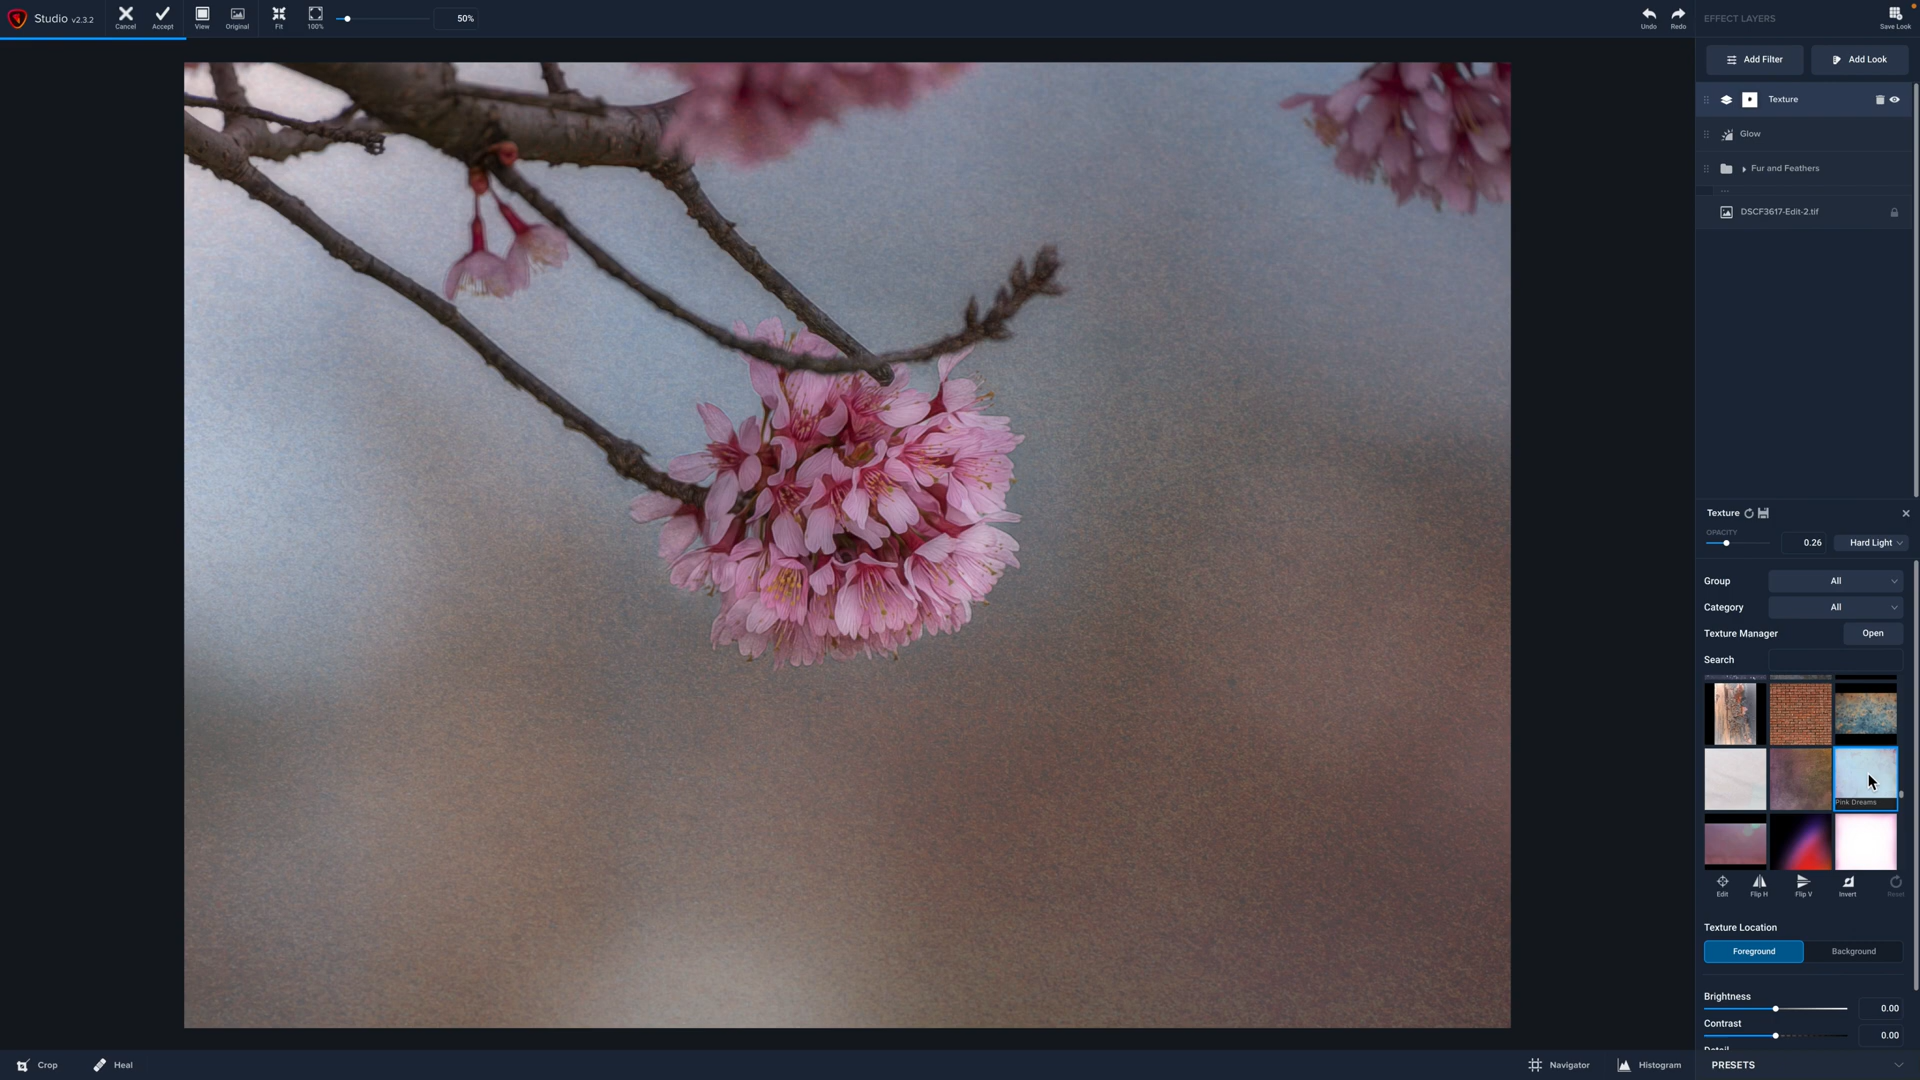 Studio v2.3.2
Cancel
Accept
View
Original
Fit
100%
50%
Undo
Redo
EFFECT LAYERS
Save Look
Add Filter
Add Look
Texture
Glow
Fur and Feathers
...
DSCF3617-Edit-2.tif
Texture
OPACITY
0.26
Hard Light
Group
All
Category
All
Texture Manager
Open
Search
Pink Dreams
Edit
Flip H
Flip V
Invert
Reset
Texture Location
Foreground
Background
Brightness
0.00
Contrast
0.00
Detail
Crop
Heal
Navigator
Histogram
PRESETS